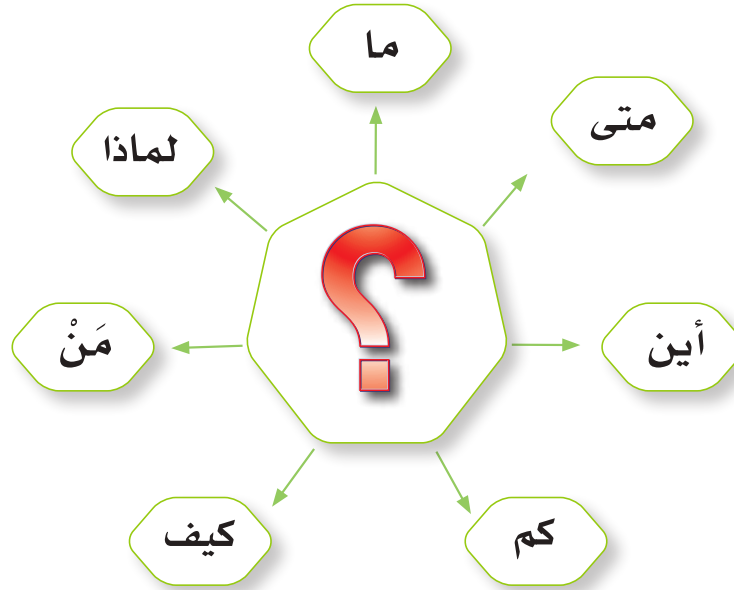 ما
متى
لماذا
؟
مَنْ
أين
كيف
كم